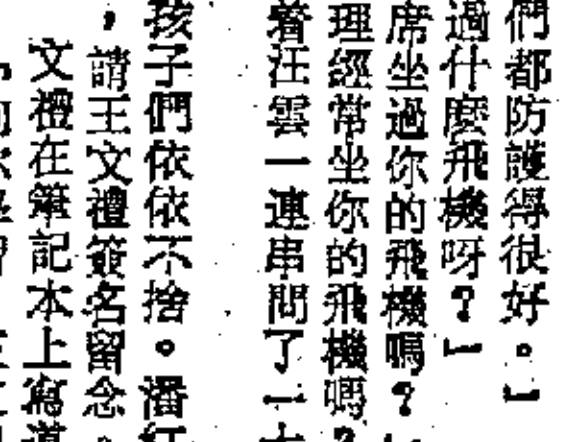 們都防護得很好。」
過什麽飛機呀？」
席坐過你的飛機嗎？
理經常坐你的飛機嗎？
着汪雲一連串問了一大
孩子們依依不捨。潘紅
，請王文禮簽名留念。
文禮在筆記本上寫道